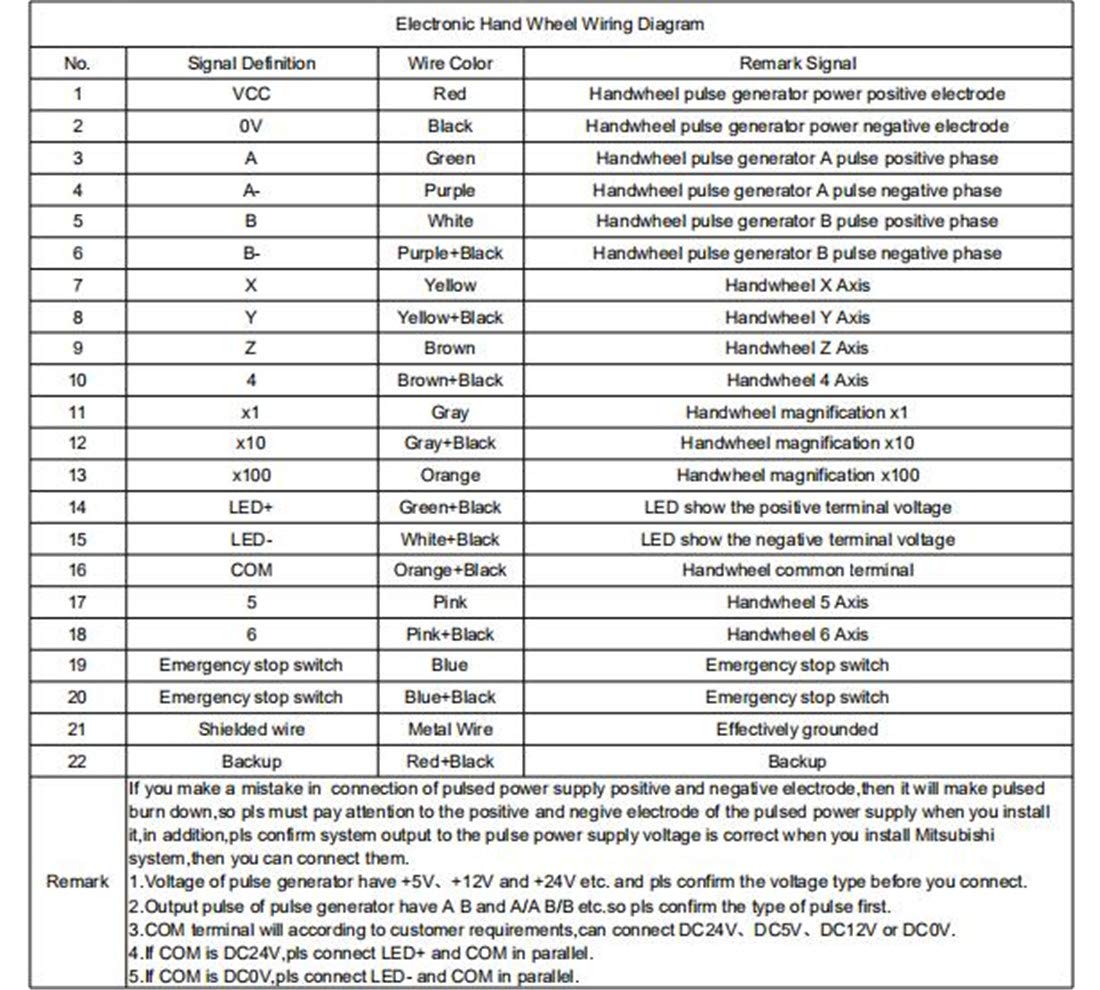 Electronic Hand Wheel Wiring Diagram
No. Signal Definition Wire Color Remark Signal
1 VCC Red Handwheel pulse generator power positive electrode
2 0V Black Handwheel pulse generator power negative electrode
3 A Green Handwheel pulse generator A pulse positive phase
4 A- Purple Handwheel pulse generator A pulse negative phase
5 B White Handwheel pulse generator B pulse positive phase
6 B- Purple+Black Handwheel pulse generator B pulse negative phase
7 X Yellow Handwheel X Axis
8 Y Yellow+Black Handwheel Y Axis
9 Z Brown Handwheel Z Axis
10 4 Brown+Black Handwheel 4 Axis
11 x1 Gray Handwheel magnification x1
12 x10 Gray+Black Handwheel magnification x10
13 x100 Orange Handwheel magnification x100
14 LED+ Green+Black LED show the positive terminal voltage
15 LED- White+Black LED show the negative terminal voltage
16 COM Orange+Black Handwheel common terminal
17 5 Pink Handwheel 5 Axis
18 6 Pink+Black Handwheel 6 Axis
19 Emergency stop switch Blue Emergency stop switch
20 Emergency stop switch Blue+Black Emergency stop switch
21 Shielded wire Metal Wire Effectively grounded
22 Backup Red+Black Backup
Remark
If you make a mistake in connection of pulsed power supply positive and negative electrode,then it will make pulsed
burn down,so pls must pay attention to the positive and negive electrode of the pulsed power supply when you install
it,in addition,pls confirm system output to the pulse power supply voltage is correct when you install Mitsubishi
system,then you can connect them.
1.Voltage of pulse generator have +5V、+12V and +24V etc. and pls confirm the voltage type before you connect.
2.Output pulse of pulse generator have A B and A/A B/B etc.so pls confirm the type of pulse first.
3.COM terminal will according to customer requirements,can connect DC24V、DC5V、DC12V or DC0V.
4.If COM is DC24V,pls connect LED+ and COM in parallel.
5.If COM is DC0V,pls connect LED- and COM in parallel.